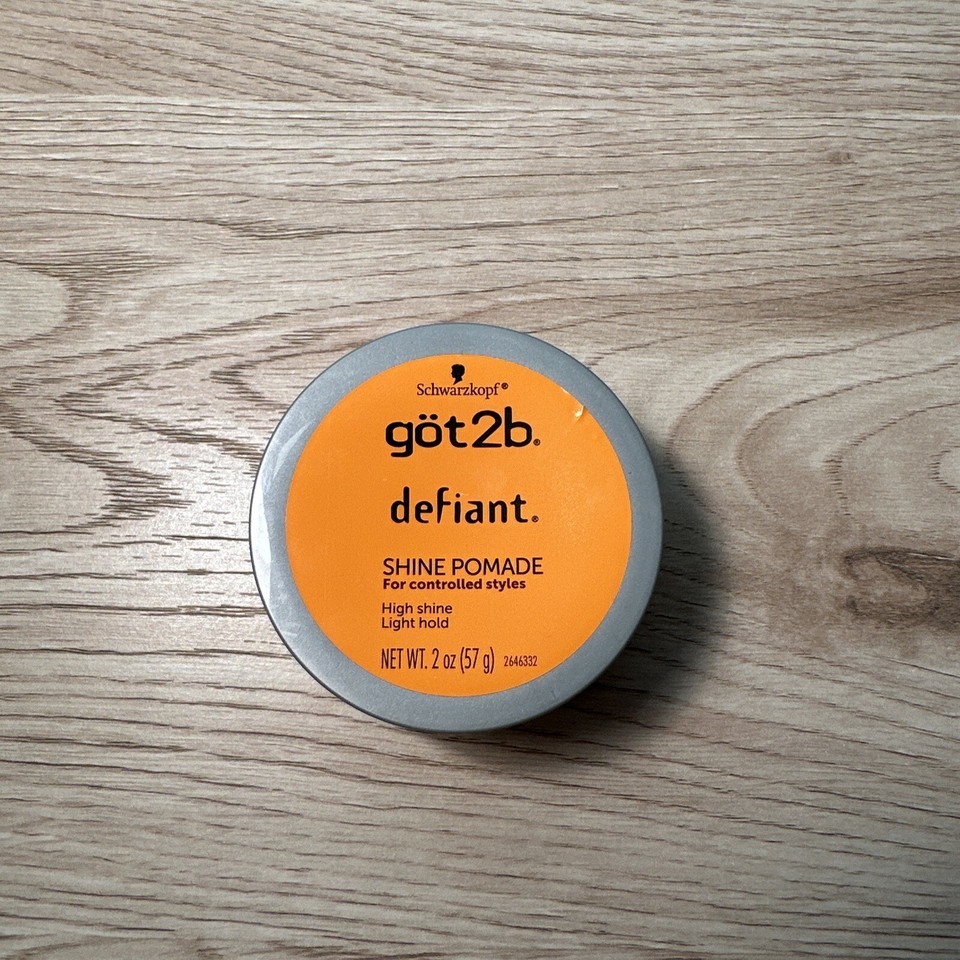 Schwarzkopf®
göt2b®
defiant®
SHINE POMADE
For controlled styles
High shine
Light hold
NET WT. 2 oz (57 g) 2646332